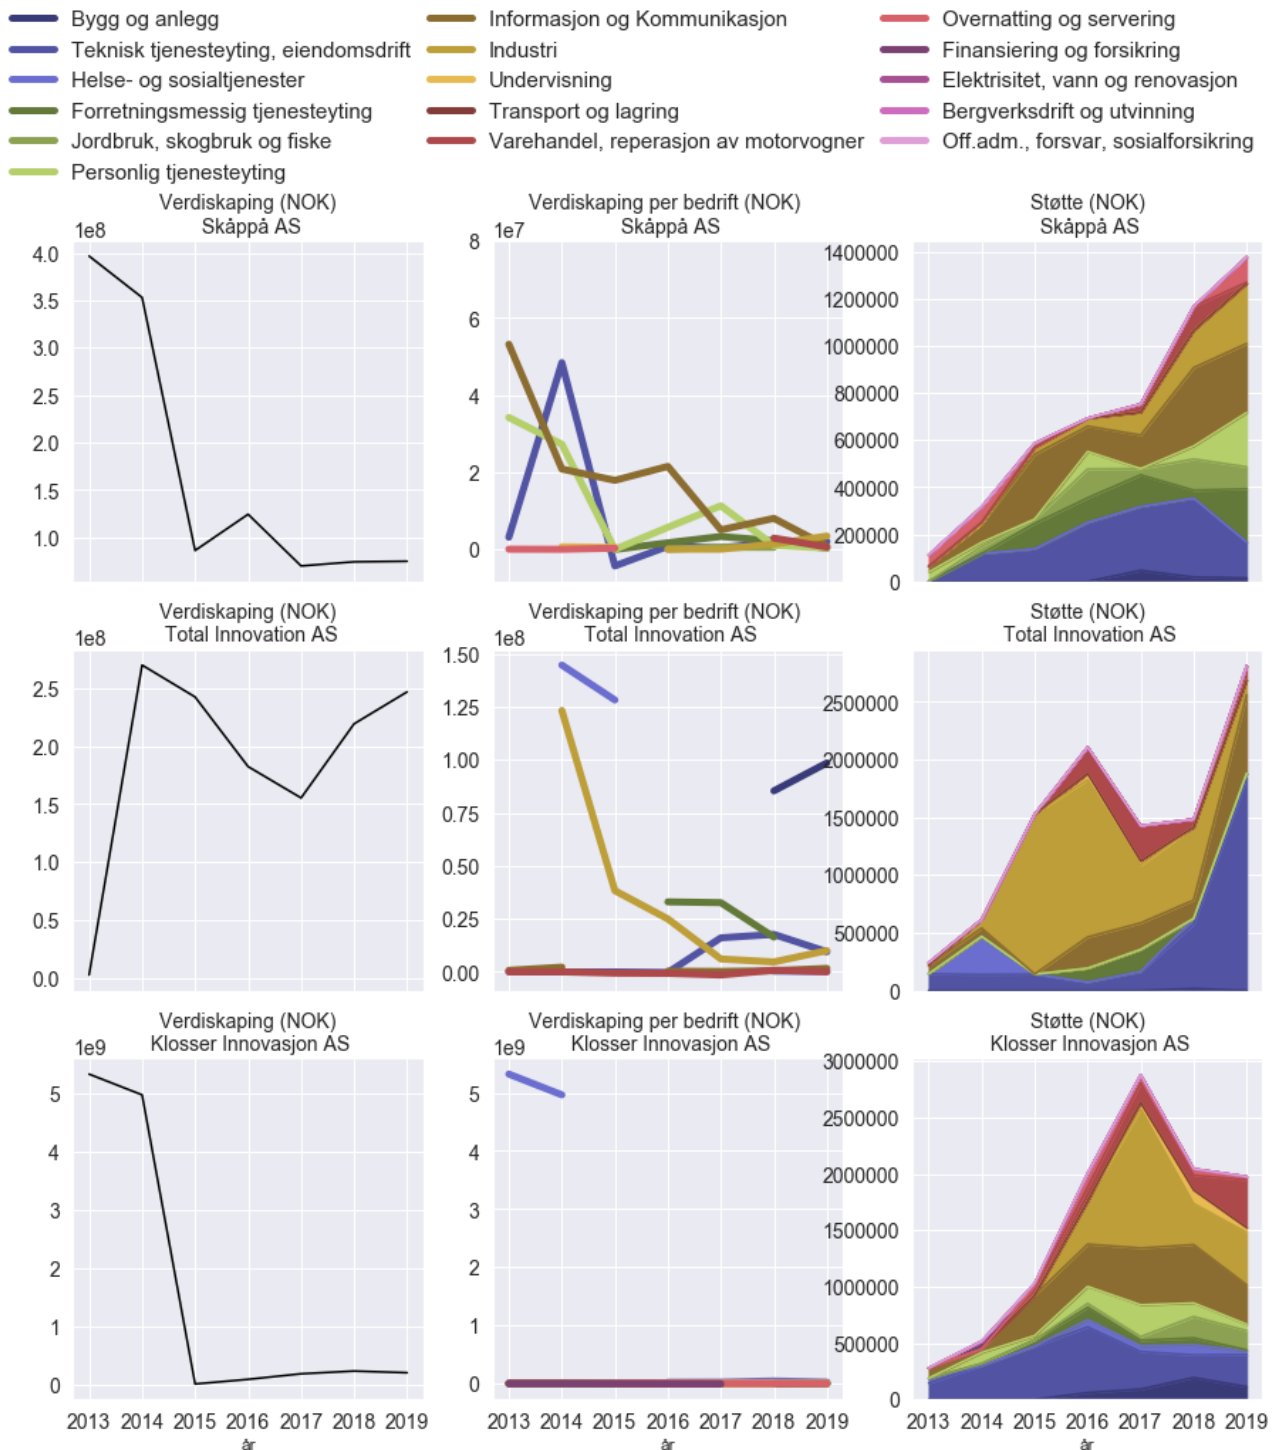 Bygg og anlegg
Teknisk tjenesteyting, eiendomsdrift
Helse- og sosialtjenester
Forretningsmessig tjenesteyting
Jordbruk, skogbruk og fiske
Personlig tjenesteyting
Informasjon og Kommunikasjon
Industri
Undervisning
Transport og lagring
Varehandel, reperasjon av motorvogner
Overnatting og servering
Finansiering og forsikring
Elektrisitet, vann og renovasjon
Bergverksdrift og utvinning
Off.adm., forsvar, sosialforsikring
Verdiskaping (NOK)
Skåppå AS
1e8
4.0
3.5
3.0
2.5
2.0
1.5
1.0
Verdiskaping per bedrift (NOK)
Skåppå AS
1e7
8
6
4
2
0
Støtte (NOK)
Skåppå AS
1400000
1200000
1000000
800000
600000
400000
200000
0
Verdiskaping (NOK)
Total Innovation AS
1e8
2.5
2.0
1.5
1.0
0.5
0.0
Verdiskaping per bedrift (NOK)
Total Innovation AS
1e8
1.50
1.25
1.00
0.75
0.50
0.25
0.00
Støtte (NOK)
Total Innovation AS
2500000
2000000
1500000
1000000
500000
0
Verdiskaping (NOK)
Klosser Innovasjon AS
1e9
5
4
3
2
1
0
2013 2014 2015 2016 2017 2018 2019
år
Verdiskaping per bedrift (NOK)
Klosser Innovasjon AS
1e9
5
4
3
2
1
0
2013 2014 2015 2016 2017 2018 2019
år
Støtte (NOK)
Klosser Innovasjon AS
3000000
2500000
2000000
1500000
1000000
500000
0
2013 2014 2015 2016 2017 2018 2019
år